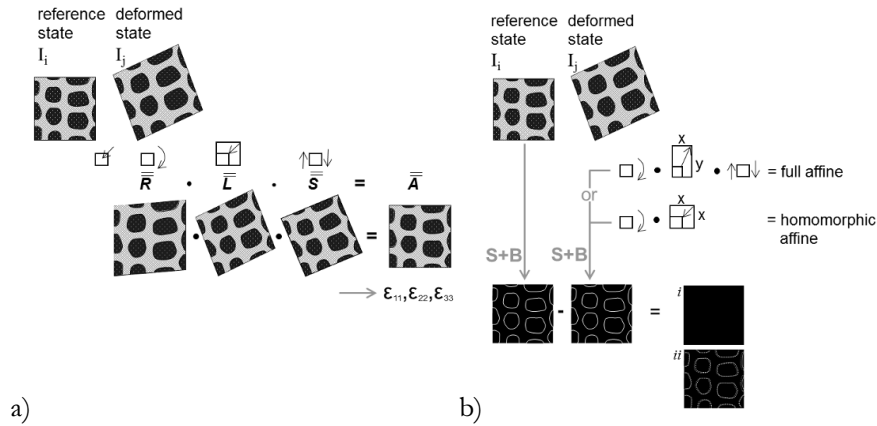 reference
state
I_i
deformed
state
I_j
R̿ · L̿ · S̿ = A̿
• • =
ε₁₁,ε₂₂,ε₃₃
a)
reference
state
I_i
deformed
state
I_j
x
y
• • = full affine
or
x
x
• = homomorphic
affine
S+B
S+B
- =
i
ii
b)